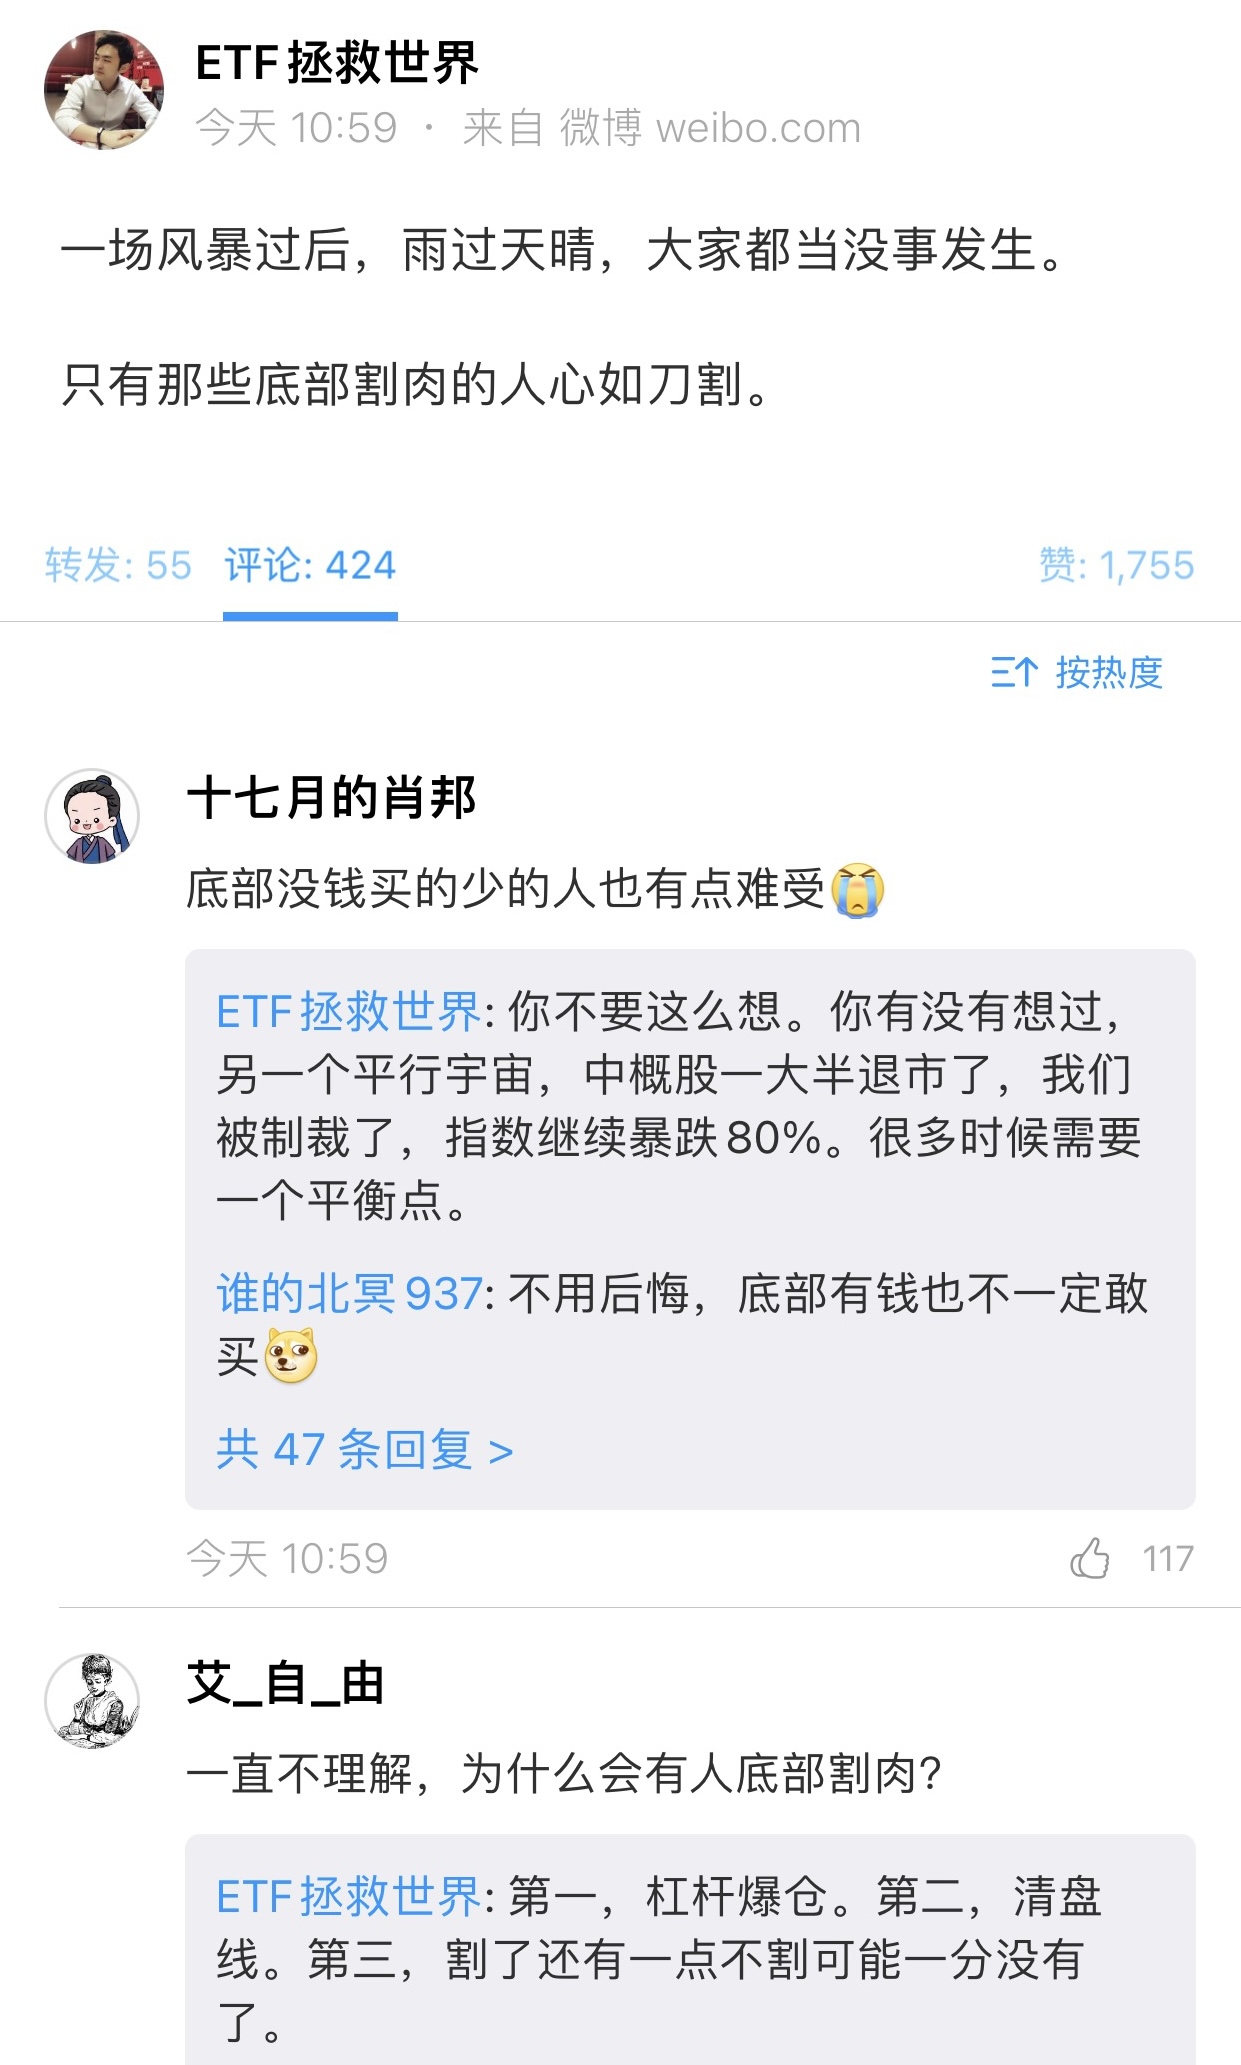 ETF拯救世界
今天 10:59 · 来自 微博 weibo.com
一场风暴过后，雨过天晴，大家都当没事发生。
只有那些底部割肉的人心如刀割。
转发: 55 评论: 424 赞: 1,755
按热度
十七月的肖邦
底部没钱买的少的人也有点难受😭
ETF拯救世界: 你不要这么想。你有没有想过，
另一个平行宇宙，中概股一大半退市了，我们
被制裁了，指数继续暴跌80%。很多时候需要
一个平衡点。
谁的北冥937: 不用后悔，底部有钱也不一定敢
买
共 47 条回复 >
今天 10:59 117
艾_自_由
一直不理解，为什么会有人底部割肉?
ETF拯救世界: 第一，杠杆爆仓。第二，清盘
线。第三，割了还有一点不割可能一分没有
了。